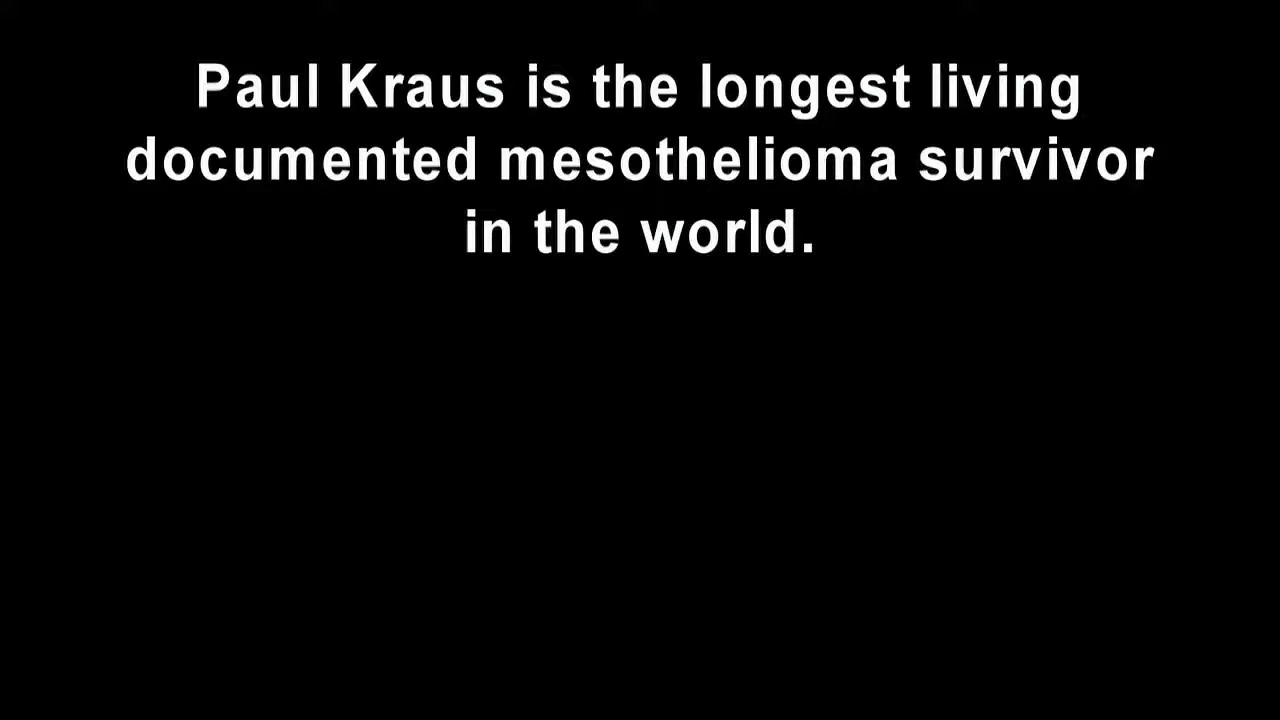 Paul Kraus is the longest living
documented mesothelioma survivor
in the world.